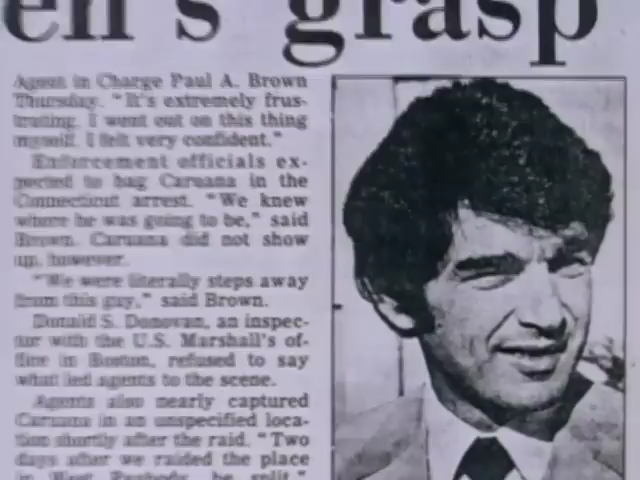 en's grasp
Agent in Charge Paul A. Brown
Thursday. "It's extremely frus-
trating. I went out on this thing
myself. I felt very confident."
Enforcement officials ex-
pected to bag Caruana in the
Connecticut arrest. "We knew
where he was going to be," said
Brown. Caruana did not show
up, however.
"We were literally steps away
from this guy," said Brown.
Donald S. Donovan, an inspec-
tor with the U.S. Marshall's of-
fice in Boston, refused to say
what led agents to the scene.
Agents also nearly captured
Caruana in an unspecified loca-
tion shortly after the raid. "Two
days after we raided the place
in West Peabody, he split,"